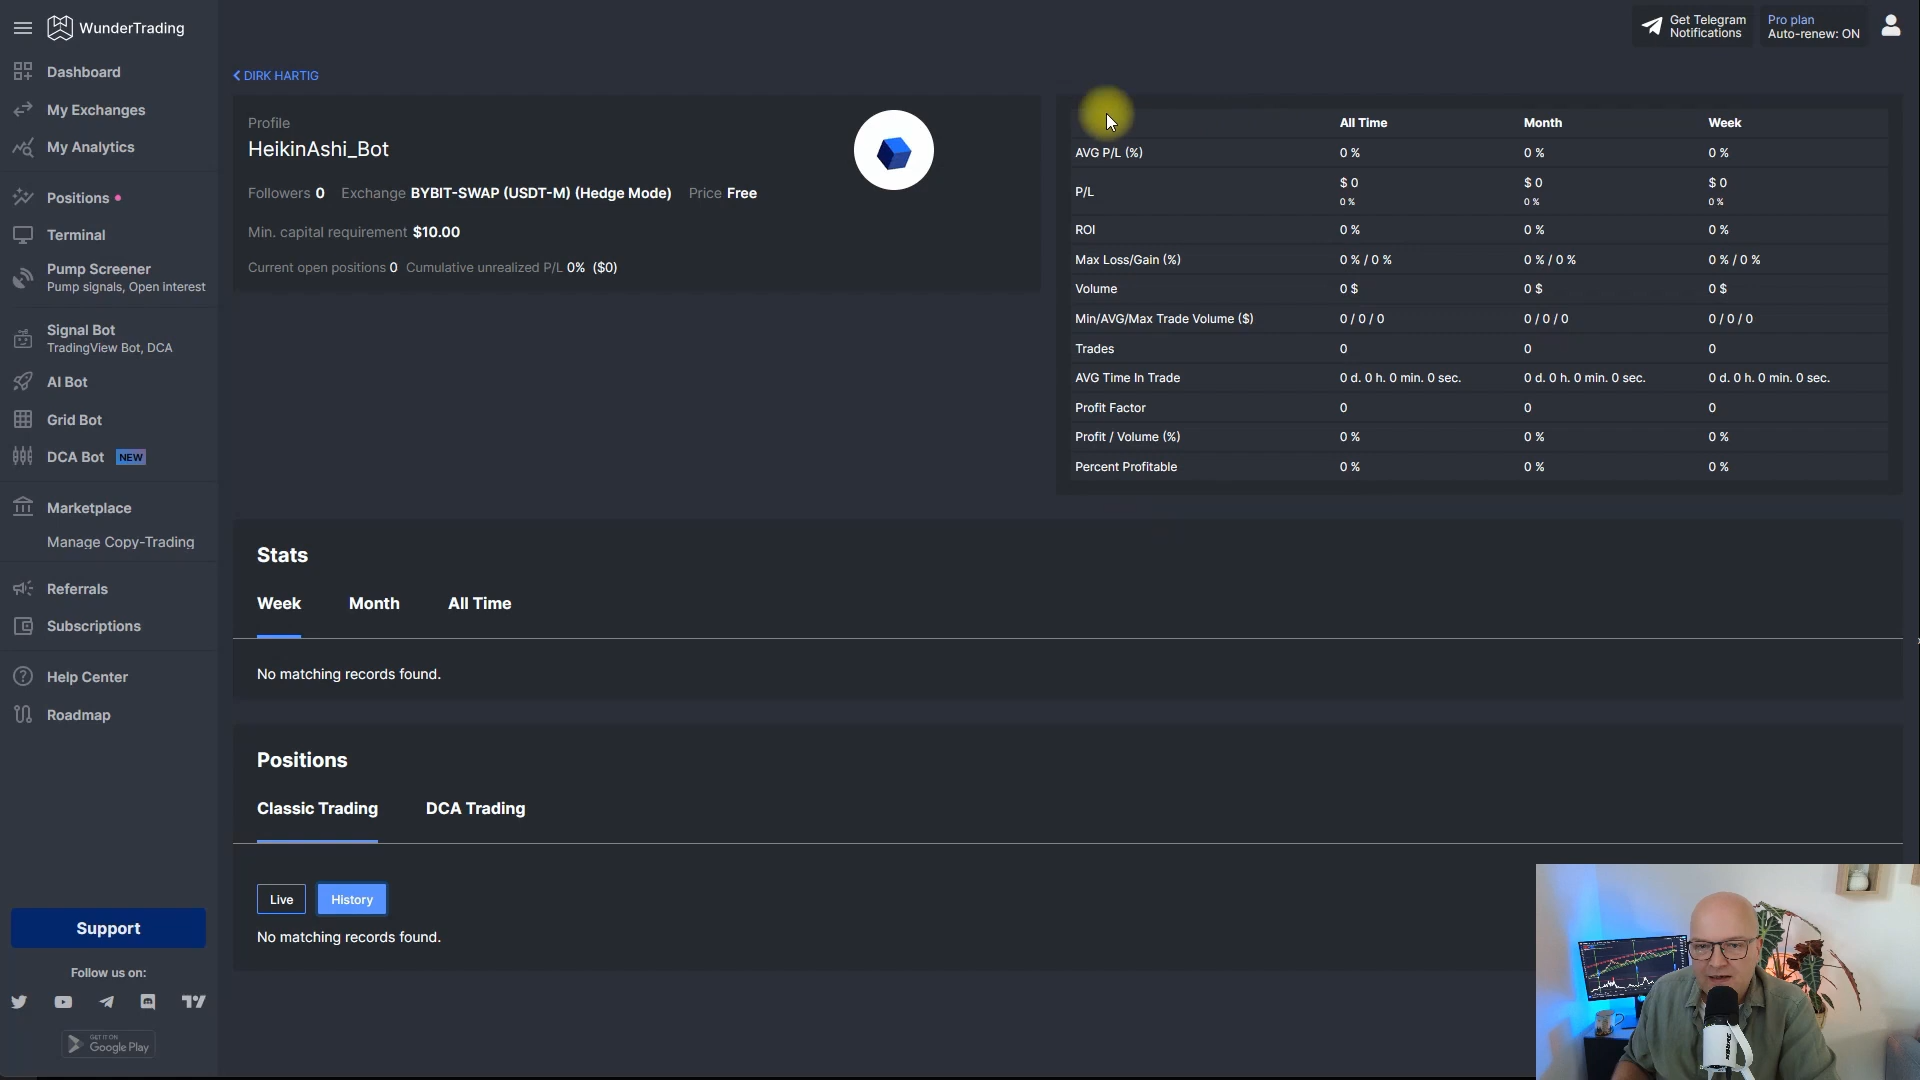 WunderTrading
Get Telegram
Notifications
Pro plan
Auto-renew: ON
Dashboard
My Exchanges
My Analytics
Positions
Terminal
Pump Screener
Pump signals, Open interest
Signal Bot
TradingView Bot, DCA
AI Bot
Grid Bot
DCA Bot NEW
Marketplace
Manage Copy-Trading
Referrals
Subscriptions
Help Center
Roadmap
Support
Follow us on:
GET IT ON
Google Play
DIRK HARTIG
Profile
HeikinAshi_Bot
Followers 0 Exchange BYBIT-SWAP (USDT-M) (Hedge Mode) Price Free
Min. capital requirement $10.00
Current open positions 0 Cumulative unrealized P/L 0% ($0)
All Time Month Week
AVG P/L (%) 0 % 0 % 0 %
P/L $ 0 $ 0 $ 0
0 % 0 % 0 %
ROI 0 % 0 % 0 %
Max Loss/Gain (%) 0 % / 0 % 0 % / 0 % 0 % / 0 %
Volume 0 $ 0 $ 0 $
Min/AVG/Max Trade Volume ($) 0 / 0 / 0 0 / 0 / 0 0 / 0 / 0
Trades 0 0 0
AVG Time In Trade 0 d. 0 h. 0 min. 0 sec. 0 d. 0 h. 0 min. 0 sec. 0 d. 0 h. 0 min. 0 sec.
Profit Factor 0 0 0
Profit / Volume (%) 0 % 0 % 0 %
Percent Profitable 0 % 0 % 0 %
Stats
Week Month All Time
No matching records found.
Positions
Classic Trading DCA Trading
Live History
No matching records found.